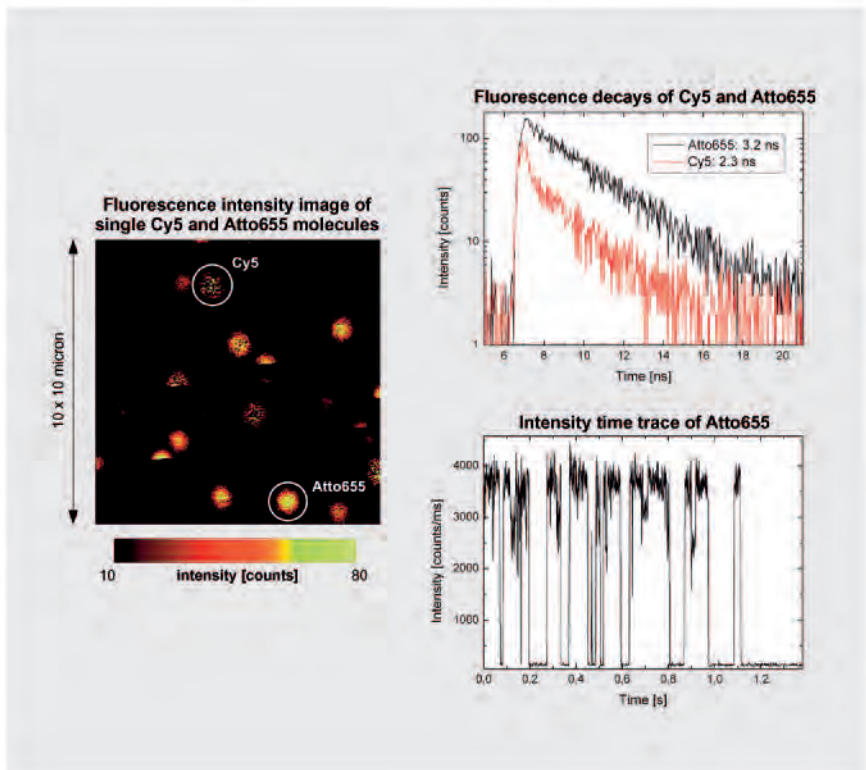 Fluorescence intensity image of
single Cy5 and Atto655 molecules
10 x 10 micron
Cy5
Atto655
10 80
intensity [counts]
Fluorescence decays of Cy5 and Atto655
Intensity [counts]
100
10
1
Atto655: 3.2 ns
Cy5: 2.3 ns
6 8 10 12 14 16 18 20
Time [ns]
Intensity time trace of Atto655
Intensity [counts/ms]
4000
3000
2000
1000
0,0 0,2 0,4 0,6 0,8 1,0 1,2
Time [s]